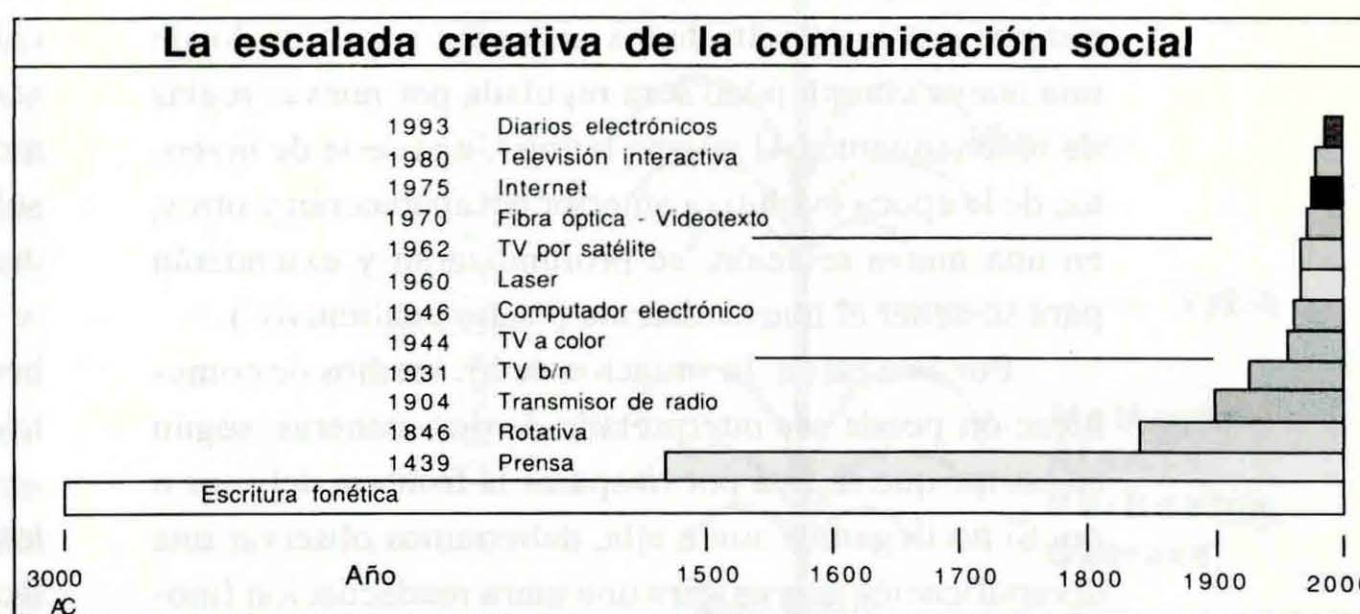 La escalada creativa de la comunicación social
1993 Diarios electrónicos
1980 Televisión interactiva
1975 Internet
1970 Fibra óptica - Videotexto
1962 TV por satélite
1960 Laser
1946 Computador electrónico
1944 TV a color
1931 TV b/n
1904 Transmisor de radio
1846 Rotativa
1439 Prensa
Escritura fonética
3000 Año 1500 1600 1700 1800 1900 2000
AC